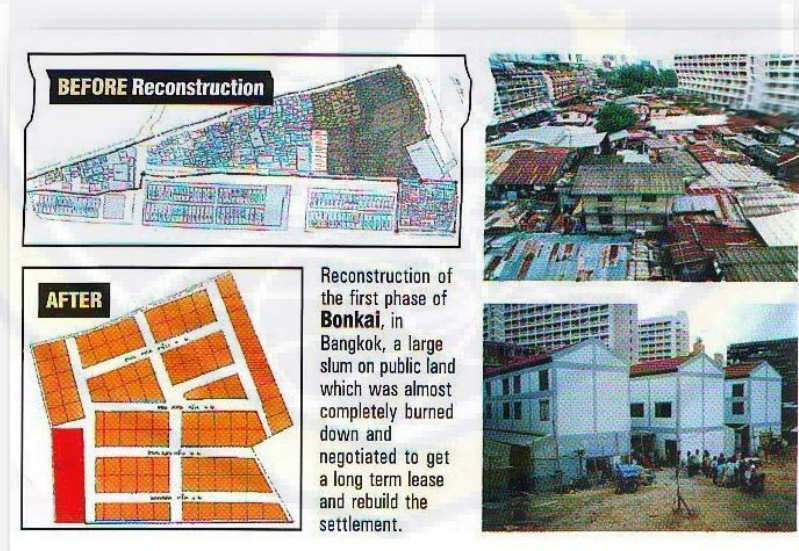 BEFORE Reconstruction
AFTER
Reconstruction of
the first phase of
Bonkai, in
Bangkok, a large
slum on public land
which was almost
completely burned
down and
negotiated to get
a long term lease
and rebuild the
settlement.